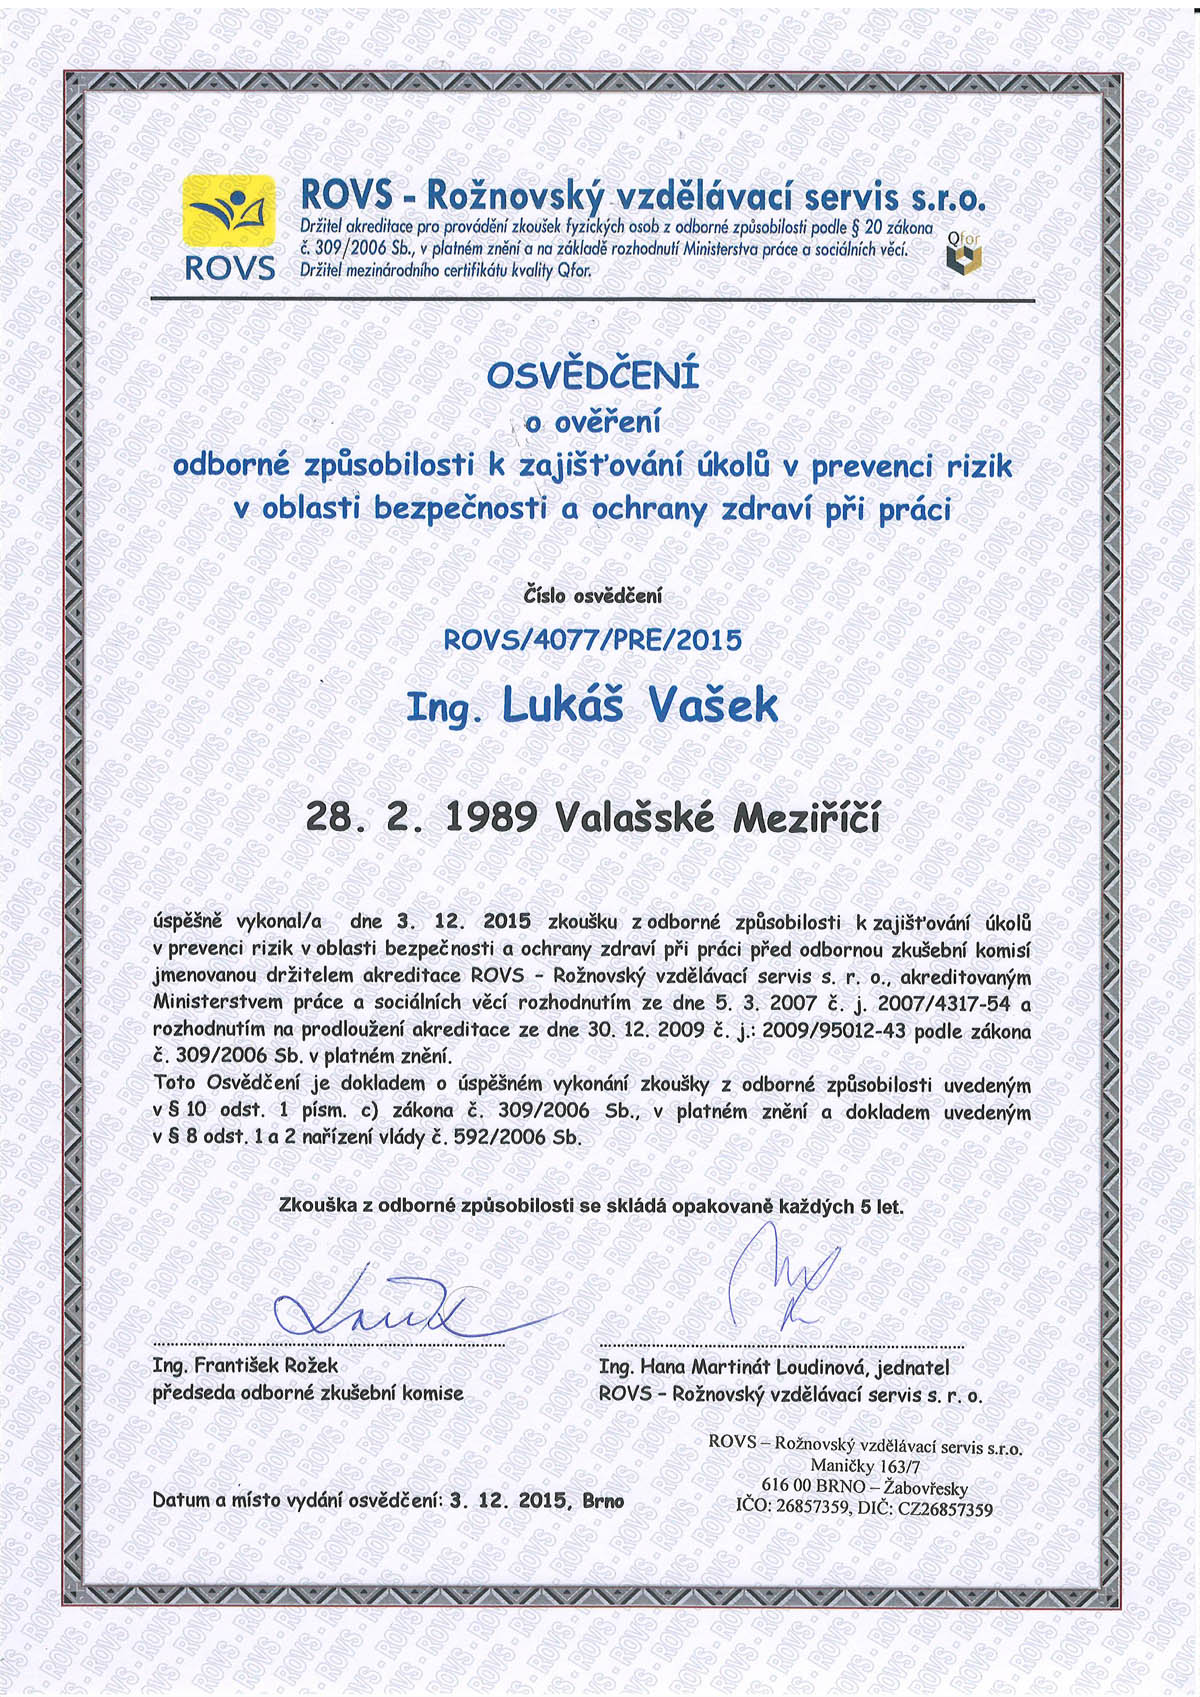 ROVS
ROVS - Rožnovský vzdělávací servis s.r.o.
Držitel akreditace pro provádění zkoušek fyzických osob z odborné způsobilosti podle § 20 zákona
č. 309/2006 Sb., v platném znění a na základě rozhodnutí Ministerstva práce a sociálních věcí.
Držitel mezinárodního certifikátu kvality Qfor.
Qfor
OSVĚDČENÍ
o ověření
odborné způsobilosti k zajišťování úkolů v prevenci rizik
v oblasti bezpečnosti a ochrany zdraví při práci
Číslo osvědčení
ROVS/4077/PRE/2015
Ing. Lukáš Vašek
28. 2. 1989 Valašské Meziříčí
úspěšně vykonal/a dne 3. 12. 2015 zkoušku z odborné způsobilosti k zajišťování úkolů
v prevenci rizik v oblasti bezpečnosti a ochrany zdraví při práci před odbornou zkušební komisí
jmenovanou držitelem akreditace ROVS – Rožnovský vzdělávací servis s. r. o., akreditovaným
Ministerstvem práce a sociálních věcí rozhodnutím ze dne 5. 3. 2007 č. j. 2007/4317-54 a
rozhodnutím na prodloužení akreditace ze dne 30. 12. 2009 č. j.: 2009/95012-43 podle zákona
č. 309/2006 Sb. v platném znění.
Toto Osvědčení je dokladem o úspěšném vykonání zkoušky z odborné způsobilosti uvedeným
v § 10 odst. 1 písm. c) zákona č. 309/2006 Sb., v platném znění a dokladem uvedeným
v § 8 odst. 1 a 2 nařízení vlády č. 592/2006 Sb.
Zkouška z odborné způsobilosti se skládá opakovaně každých 5 let.
Ing. František Rožek
předseda odborné zkušební komise
Ing. Hana Martinát Loudinová, jednatel
ROVS – Rožnovský vzdělávací servis s. r. o.
ROVS – Rožnovský vzdělávací servis s.r.o.
Maničky 163/7
616 00 BRNO – Žabovřesky
IČO: 26857359, DIČ: CZ26857359
Datum a místo vydání osvědčení: 3. 12. 2015, Brno